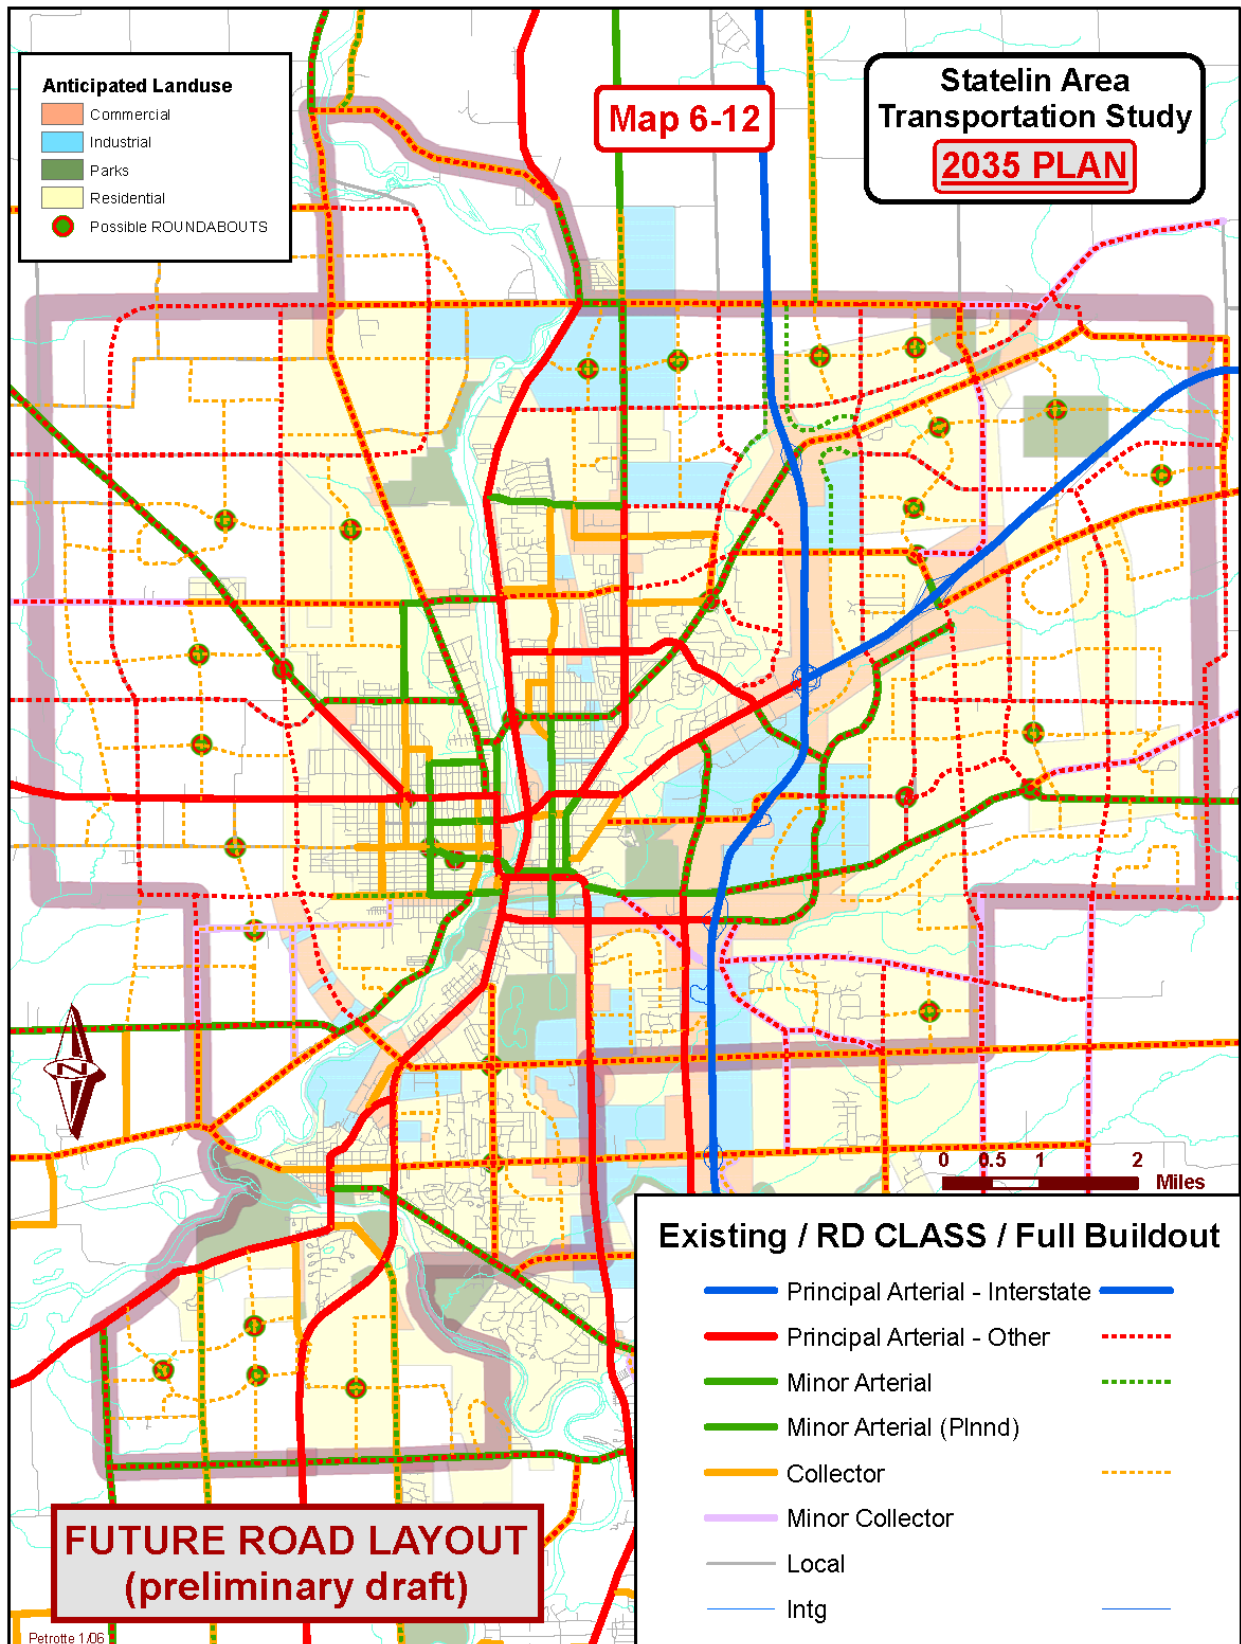 Anticipated Landuse
Commercial
Industrial
Parks
Residential
Possible ROUNDABOUTS
Map 6-12
Statelin Area
Transportation Study
2035 PLAN
N
0 0.5 1 2
Miles
Existing / RD CLASS / Full Buildout
Principal Arterial - Interstate
Principal Arterial - Other
Minor Arterial
Minor Arterial (Plnnd)
Collector
Minor Collector
Local
Intg
FUTURE ROAD LAYOUT
(preliminary draft)
Petrotte 1/06